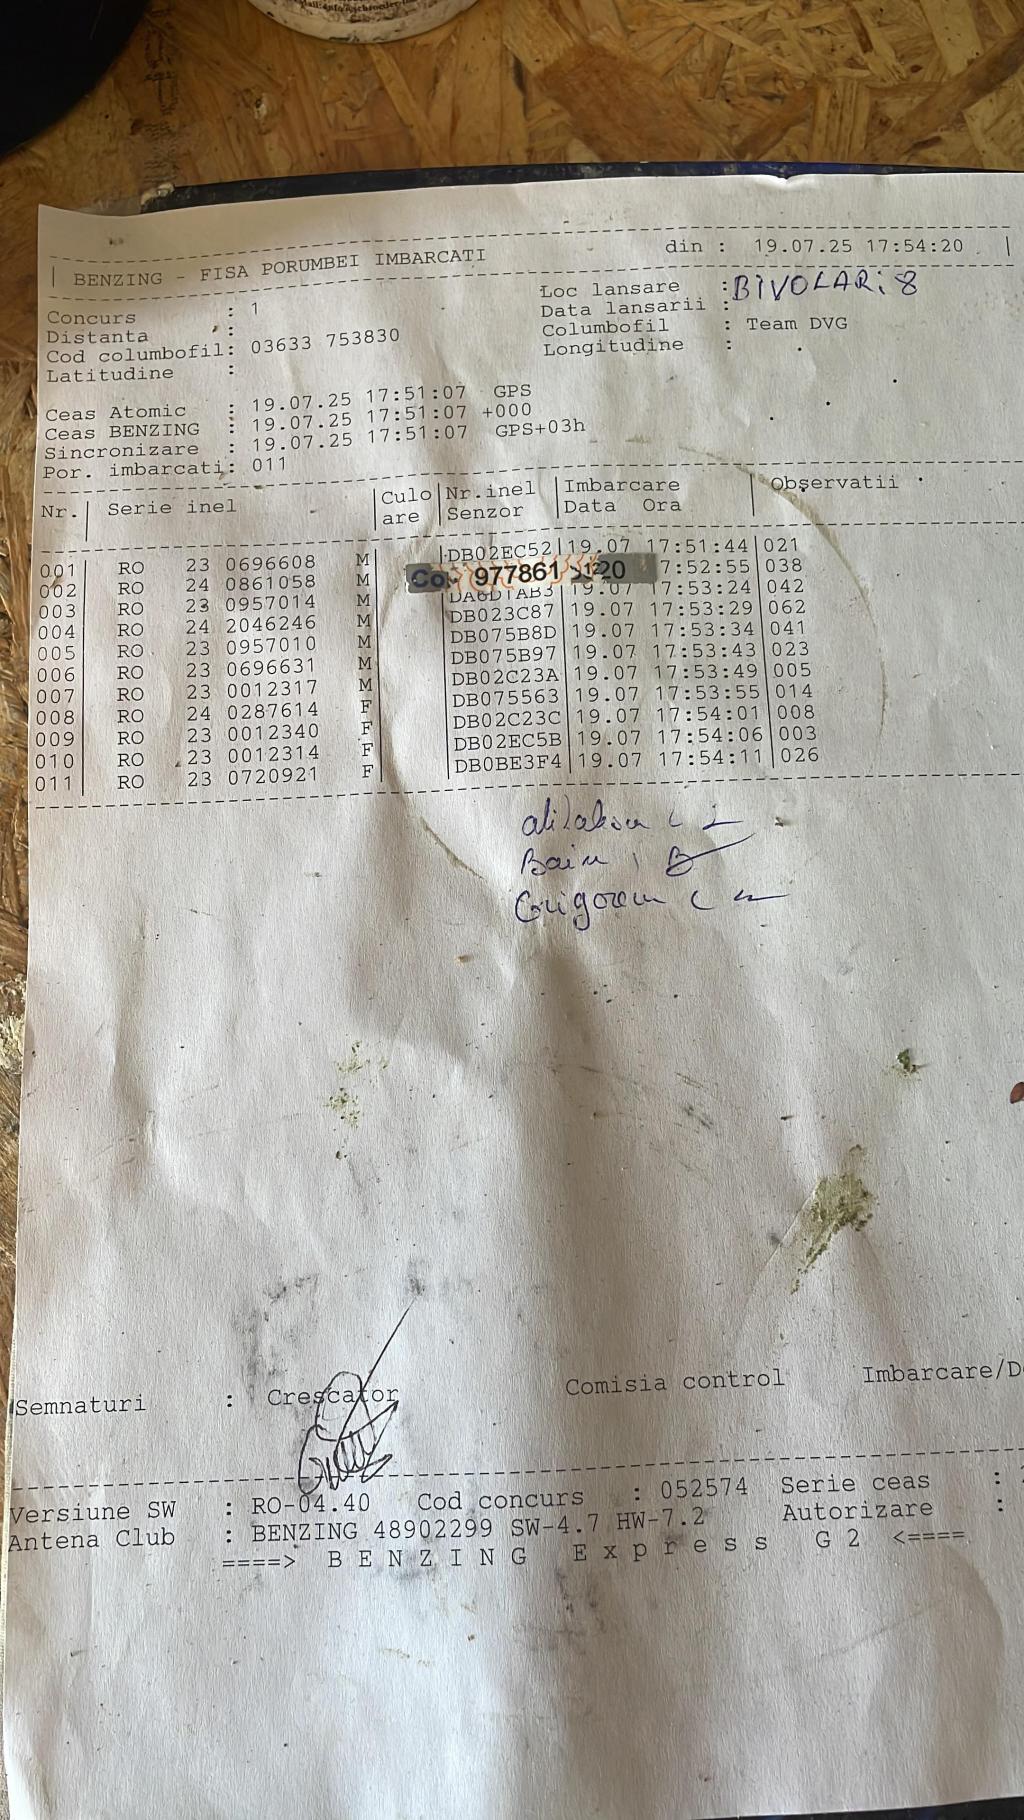 BENZING - FISA PORUMBEI IMBARCATI din : 19.07.25 17:54:20
Concurs : 1 Loc lansare : BIVOLARI 8
Distanta : Data lansarii :
Cod columbofil: 03633 753830 Columbofil : Team DVG
Latitudine : Longitudine :
Ceas Atomic : 19.07.25 17:51:07 GPS
Ceas BENZING : 19.07.25 17:51:07 +000
Sincronizare : 19.07.25 17:51:07 GPS+03h
Por. imbarcati: 011
Nr. Serie inel Culo Nr.inel Imbarcare Observatii
are Senzor Data Ora
001 RO 23 0696608 M DB02EC52 19.07 17:51:44 021
002 RO 24 0861058 M 977861 20 7:52:55 038
003 RO 23 0957014 M 19.07 17:53:24 042
004 RO 24 2046246 M DB023C87 19.07 17:53:29 062
005 RO 23 0957010 M DB075B8D 19.07 17:53:34 041
006 RO 23 0696631 M DB075B97 19.07 17:53:43 023
007 RO 23 0012317 M DB02C23A 19.07 17:53:49 005
008 RO 24 0287614 F DB075563 19.07 17:53:55 014
009 RO 23 0012340 F DB02C23C 19.07 17:54:01 008
010 RO 23 0012314 F DB02EC5B 19.07 17:54:06 003
011 RO 23 0720921 F DB0BE3F4 19.07 17:54:11 026
Semnaturi : Crescator Comisia control Imbarcare/D
Versiune SW : RO-04.40 Cod concurs : 052574 Serie ceas :
Antena Club : BENZING 48902299 SW-4.7 HW-7.2 Autorizare :
====> B E N Z I N G E x p r e s s G 2 <====